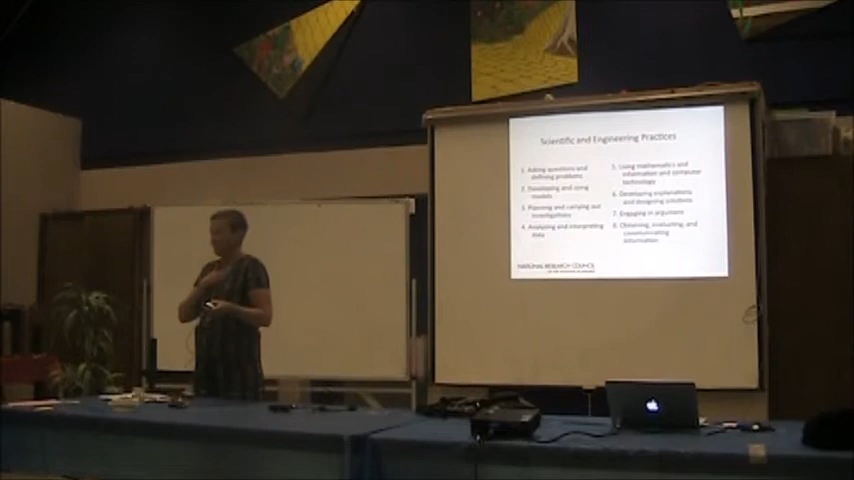 Scientific and Engineering Practices
1. Asking questions and
defining problems
2. Developing and using
models
3. Planning and carrying out
investigations
4. Analyzing and interpreting
data
5. Using mathematics and
information and computer
technology
6. Developing explanations
and designing solutions
7. Engaging in argument
8. Obtaining, evaluating, and
communicating
information
NATIONAL RESEARCH COUNCIL